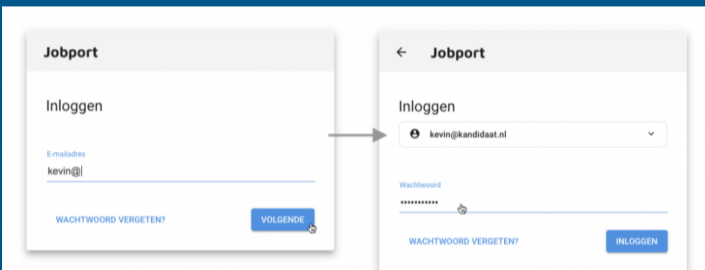 Jobport
Inloggen
E-mailadres
kevin@
WACHTWOORD VERGETEN?
VOLGENDE
Jobport
Inloggen
kevin@kandidaat.nl
Wachtwoord
•••••••••••
WACHTWOORD VERGETEN?
INLOGGEN